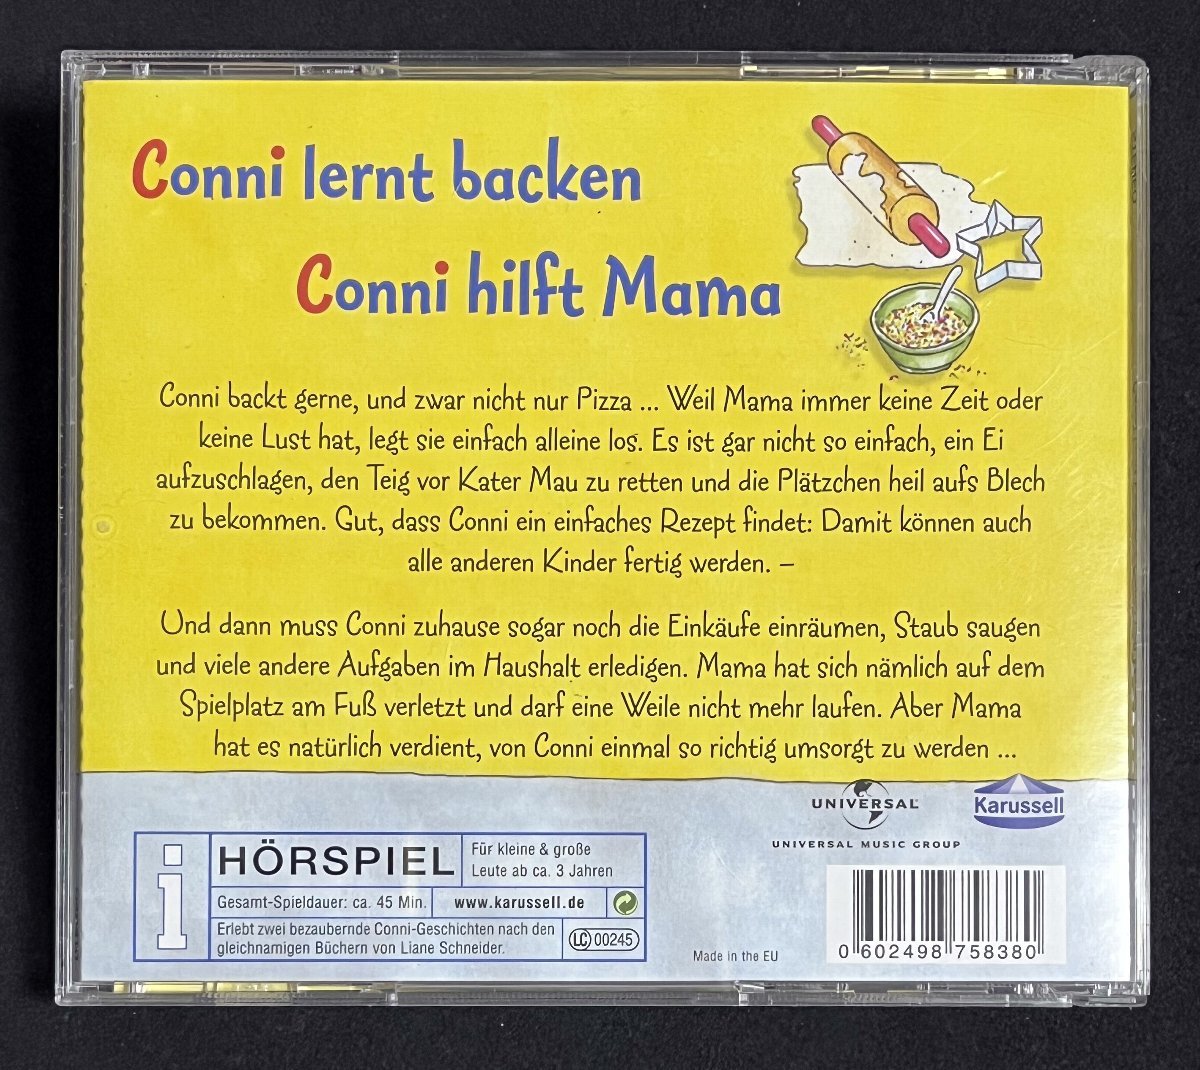 Conni lernt backen
Conni hilft Mama
Conni backt gerne, und zwar nicht nur Pizza ... Weil Mama immer keine Zeit oder
keine Lust hat, legt sie einfach alleine los. Es ist gar nicht so einfach, ein Ei
aufzuschlagen, den Teig vor Kater Mau zu retten und die Plätzchen heil aufs Blech
zu bekommen. Gut, dass Conni ein einfaches Rezept findet: Damit können auch
alle anderen Kinder fertig werden. –
Und dann muss Conni zuhause sogar noch die Einkäufe einräumen, Staub saugen
und viele andere Aufgaben im Haushalt erledigen. Mama hat sich nämlich auf dem
Spielplatz am Fuß verletzt und darf eine Weile nicht mehr laufen. Aber Mama
hat es natürlich verdient, von Conni einmal so richtig umsorgt zu werden ...
UNIVERSAL
UNIVERSAL MUSIC GROUP
Karussell
i
HÖRSPIEL
Für kleine & große
Leute ab ca. 3 Jahren
Gesamt-Spieldauer: ca. 45 Min.
www.karussell.de
Erlebt zwei bezaubernde Conni-Geschichten nach den
gleichnamigen Büchern von Liane Schneider.
LC 00245
Made in the EU
0 602498 758380